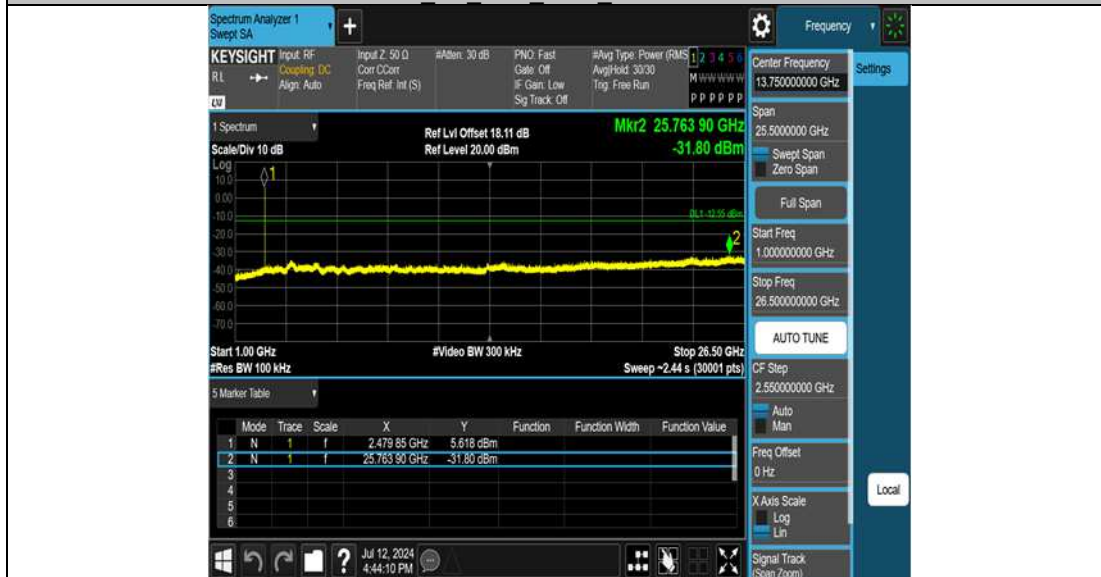 Spectrum Analyzer 1
Swept SA
+
Frequency
KEYSIGHT
RL
LXI
Input: RF
Coupling: DC
Align: Auto
Input Z: 50 Ω
Corr CCorr
Freq Ref: Int (S)
#Atten: 30 dB
PNO: Fast
Gate: Off
IF Gain: Low
Sig Track: Off
#Avg Type: Power (RMS)
Avg|Hold: 30/30
Trig: Free Run
1 2 3 4 5 6
M W W W W W
P P P P P P
Center Frequency
13.750000000 GHz
Settings
1 Spectrum
Scale/Div 10 dB
Ref Lvl Offset 18.11 dB
Ref Level 20.00 dBm
Mkr2 25.763 90 GHz
-31.80 dBm
Span
25.5000000 GHz
Swept Span
Zero Span
Full Span
Start Freq
1.000000000 GHz
Stop Freq
26.500000000 GHz
AUTO TUNE
CF Step
2.550000000 GHz
Auto
Man
Freq Offset
0 Hz
X Axis Scale
Log
Lin
Signal Track
(Span Zoom)
Local
Log
10.0
0.00
-10.0
-20.0
-30.0
-40.0
-50.0
-60.0
-70.0
1
DL1 -12.55 dBm
2
Start 1.00 GHz
#Res BW 100 kHz
#Video BW 300 kHz
Stop 26.50 GHz
Sweep ~2.44 s (30001 pts)
5 Marker Table
Mode Trace Scale X Y Function Function Width Function Value
1 N 1 f 2.479 85 GHz 5.618 dBm
2 N 1 f 25.763 90 GHz -31.80 dBm
3
4
5
6
?
Jul 12, 2024
4:44:10 PM